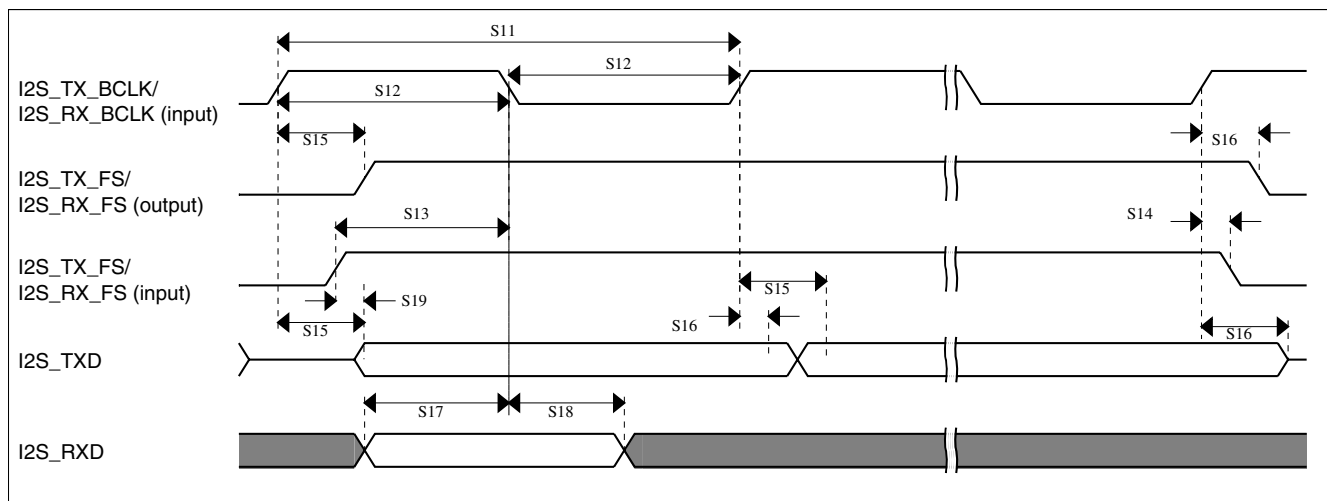 S11
S12
I2S_TX_BCLK/
I2S_RX_BCLK (input)
S12
S15
S16
I2S_TX_FS/
I2S_RX_FS (output)
S13
S14
I2S_TX_FS/
I2S_RX_FS (input)
S15
S19
S16
S15
S16
I2S_TXD
S17
S18
I2S_RXD